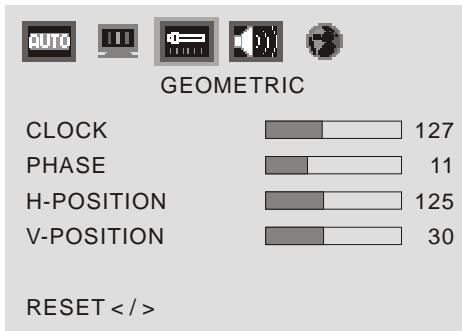 AUTO
GEOMETRIC
CLOCK 127
PHASE 11
H-POSITION 125
V-POSITION 30
RESET < / >